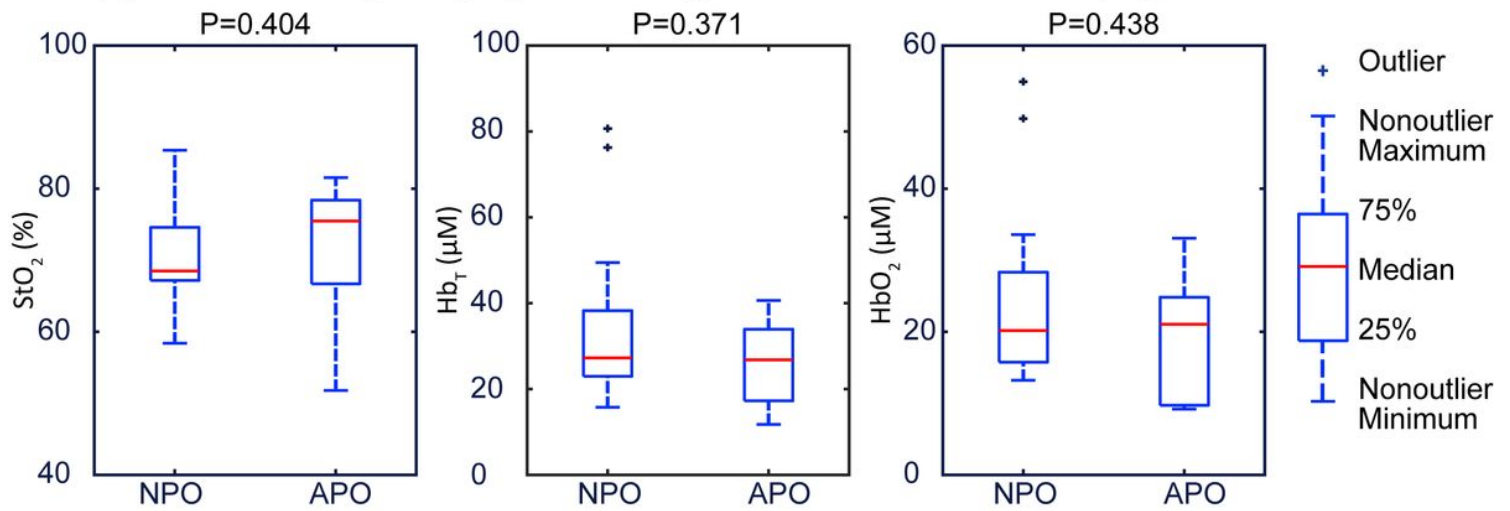 P=0.404
100
80
60
40
StO₂ (%)
NPO
APO
P=0.371
100
80
60
40
20
0
Hb_T (µM)
NPO
APO
P=0.438
60
40
20
0
HbO₂ (µM)
NPO
APO
Outlier
Nonoutlier
Maximum
75%
Median
25%
Nonoutlier
Minimum